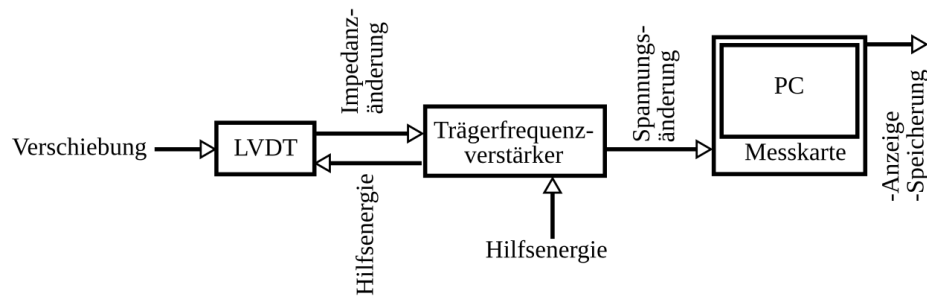 Verschiebung
LVDT
Impedanz-
änderung
Hilfsenergie
Trägerfrequenz-
verstärker
Hilfsenergie
Spannungs-
änderung
PC
Messkarte
-Anzeige
-Speicherung